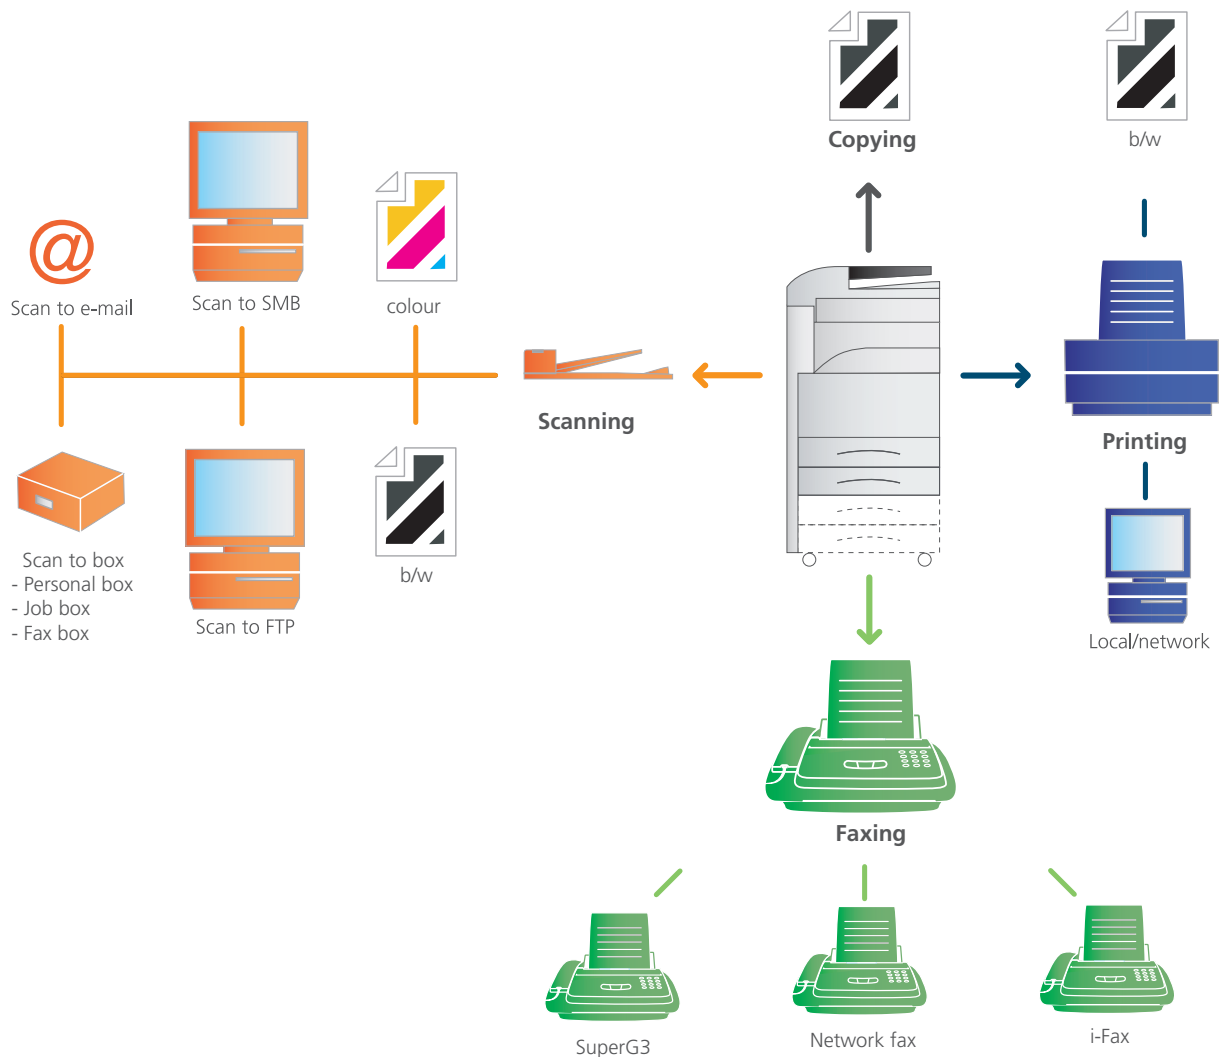 Copying
b/w
@
Scan to e-mail
Scan to SMB
colour
Scanning
Printing
Scan to box
- Personal box
- Job box
- Fax box
Scan to FTP
b/w
Local/network
Faxing
SuperG3
Network fax
i-Fax